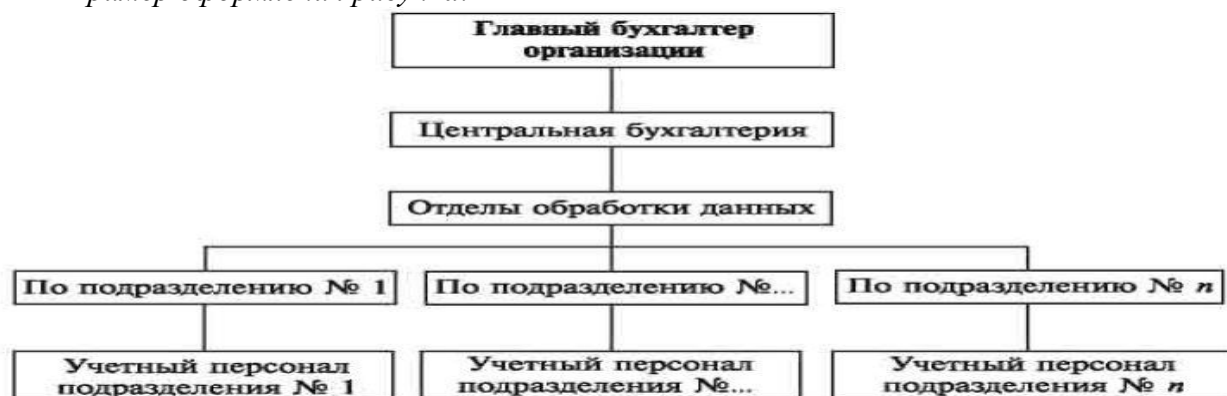 Главный бухгалтер
организации
Центральная бухгалтерия
Отделы обработки данных
По подразделению № 1
По подразделению №...
По подразделению № n
Учетный персонал
подразделения № 1
Учетный персонал
подразделения №...
Учетный персонал
подразделения № n